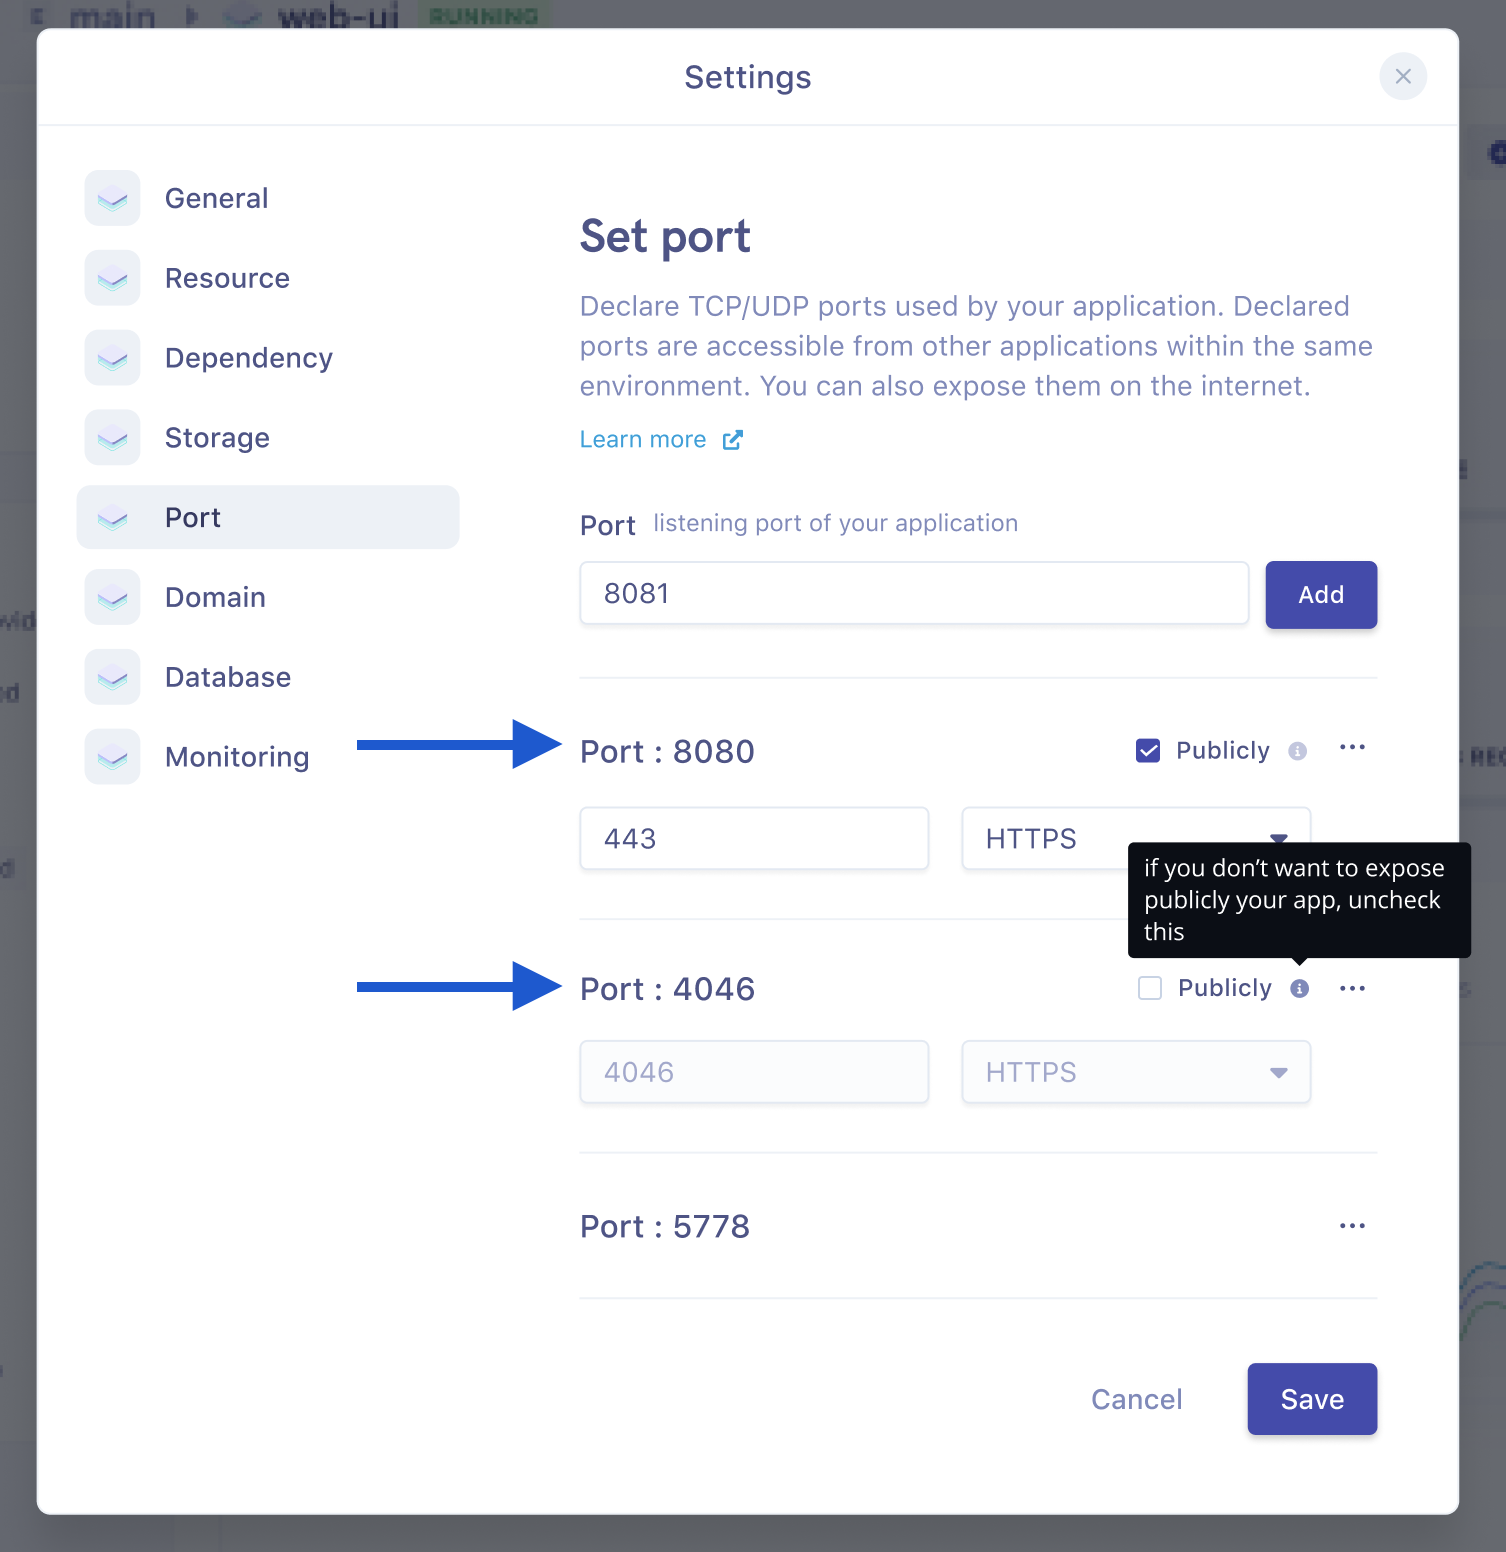 main
web-ui
RUNNING
Settings
General
Resource
Dependency
Storage
Port
Domain
Database
Monitoring
Set port
Declare TCP/UDP ports used by your application. Declared
ports are accessible from other applications within the same
environment. You can also expose them on the internet.
Learn more
Port listening port of your application
8081
Add
Port : 8080
Publicly
443
HTTPS
if you don’t want to expose
publicly your app, uncheck
this
Port : 4046
Publicly
4046
HTTPS
Port : 5778
Cancel
Save